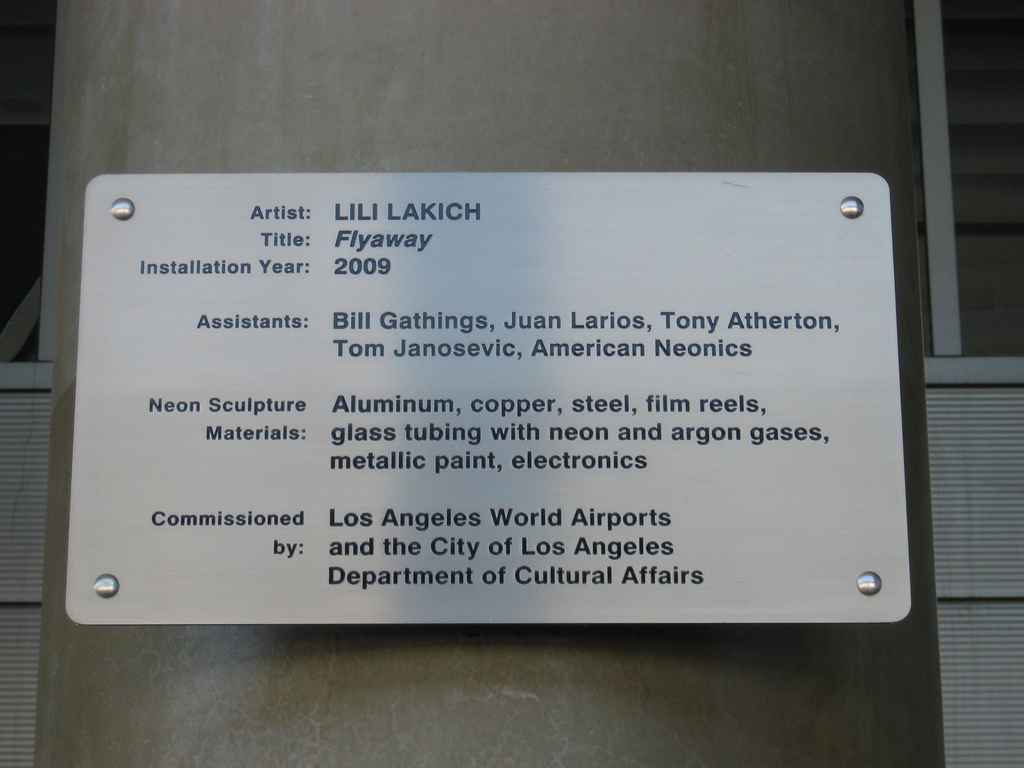 Artist: LILI LAKICH
Title: Flyaway
Installation Year: 2009
Assistants: Bill Gathings, Juan Larios, Tony Atherton,
Tom Janosevic, American Neonics
Neon Sculpture Aluminum, copper, steel, film reels,
Materials: glass tubing with neon and argon gases,
metallic paint, electronics
Commissioned Los Angeles World Airports
by: and the City of Los Angeles
Department of Cultural Affairs